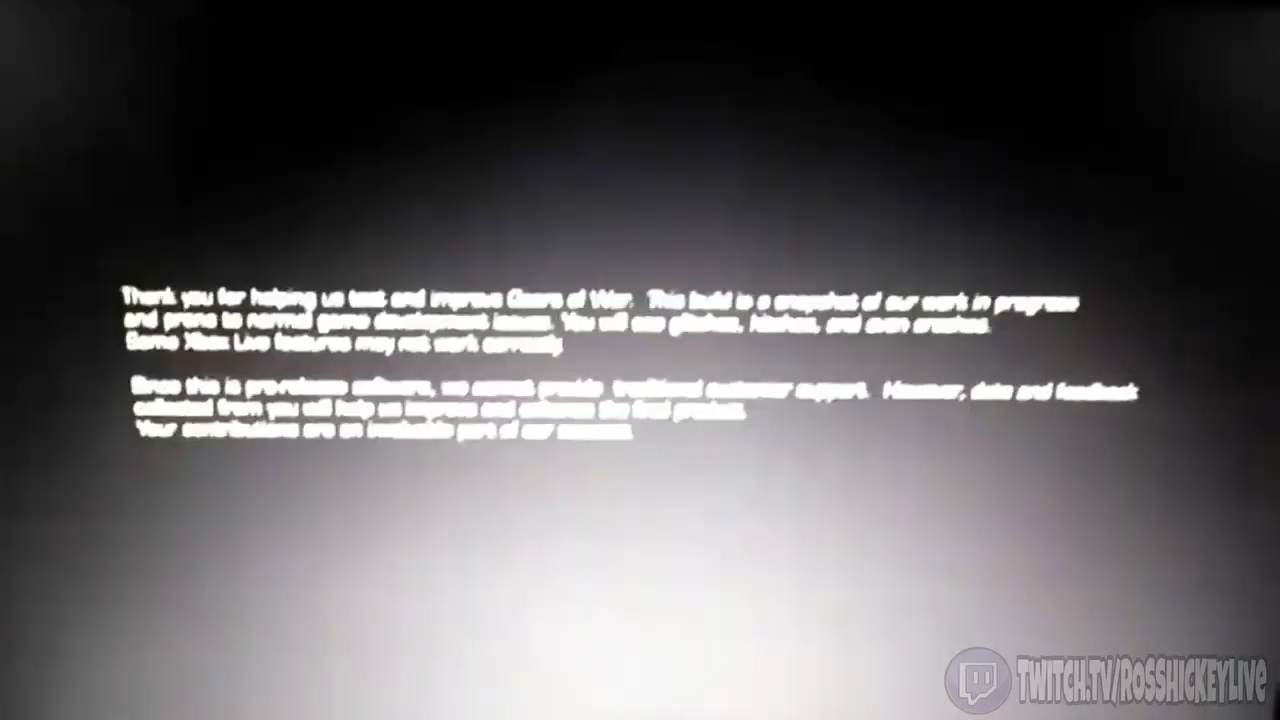 Thank you for helping us test and improve Gears of War. This build is a snapshot of our work in progress
and prone to normal game development issues. You will see glitches, hitches, and even crashes.
Some Xbox Live features may not work correctly.
Since this is pre-release software, we cannot provide traditional customer support. However, data and feedback
collected from you will help us improve and enhance the final product.
Your contributions are an invaluable part of our success.
TWITCH.TV/ROSSHICKEYLIVE